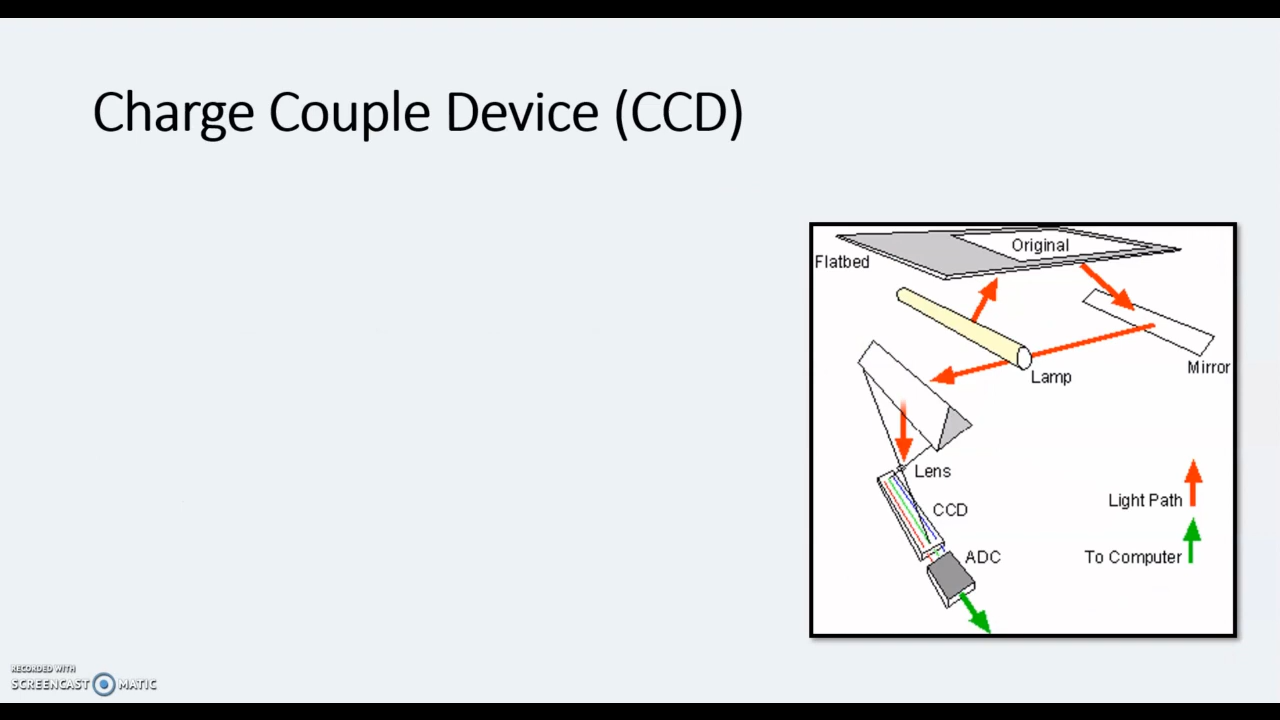 Charge Couple Device (CCD)
Original
Flatbed
Mirror
Lamp
Lens
Light Path
CCD
ADC
To Computer
RECORDED WITH
SCREENCAST MATIC